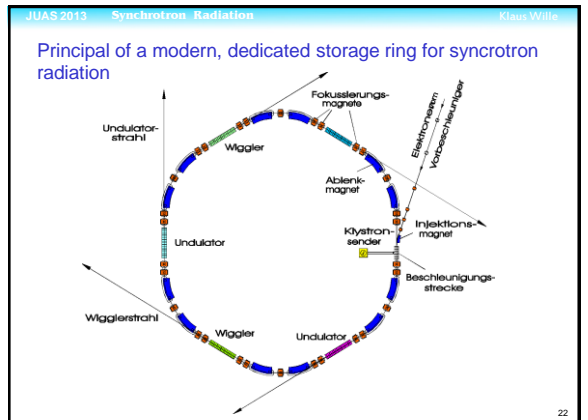 JUAS 2013 Synchrotron Radiation Klaus Wille
Principal of a modern, dedicated storage ring for syncrotron
radiation
Fokussierungs-
magnete
Elektronen
Vorbeschleuniger
Undulator-
strahl
Wiggler
Ablenk-
magnet
Klystron-
sender
Injektions-
magnet
Undulator
Beschleunigungs-
strecke
Wigglerstrahl
Wiggler
Undulator
22